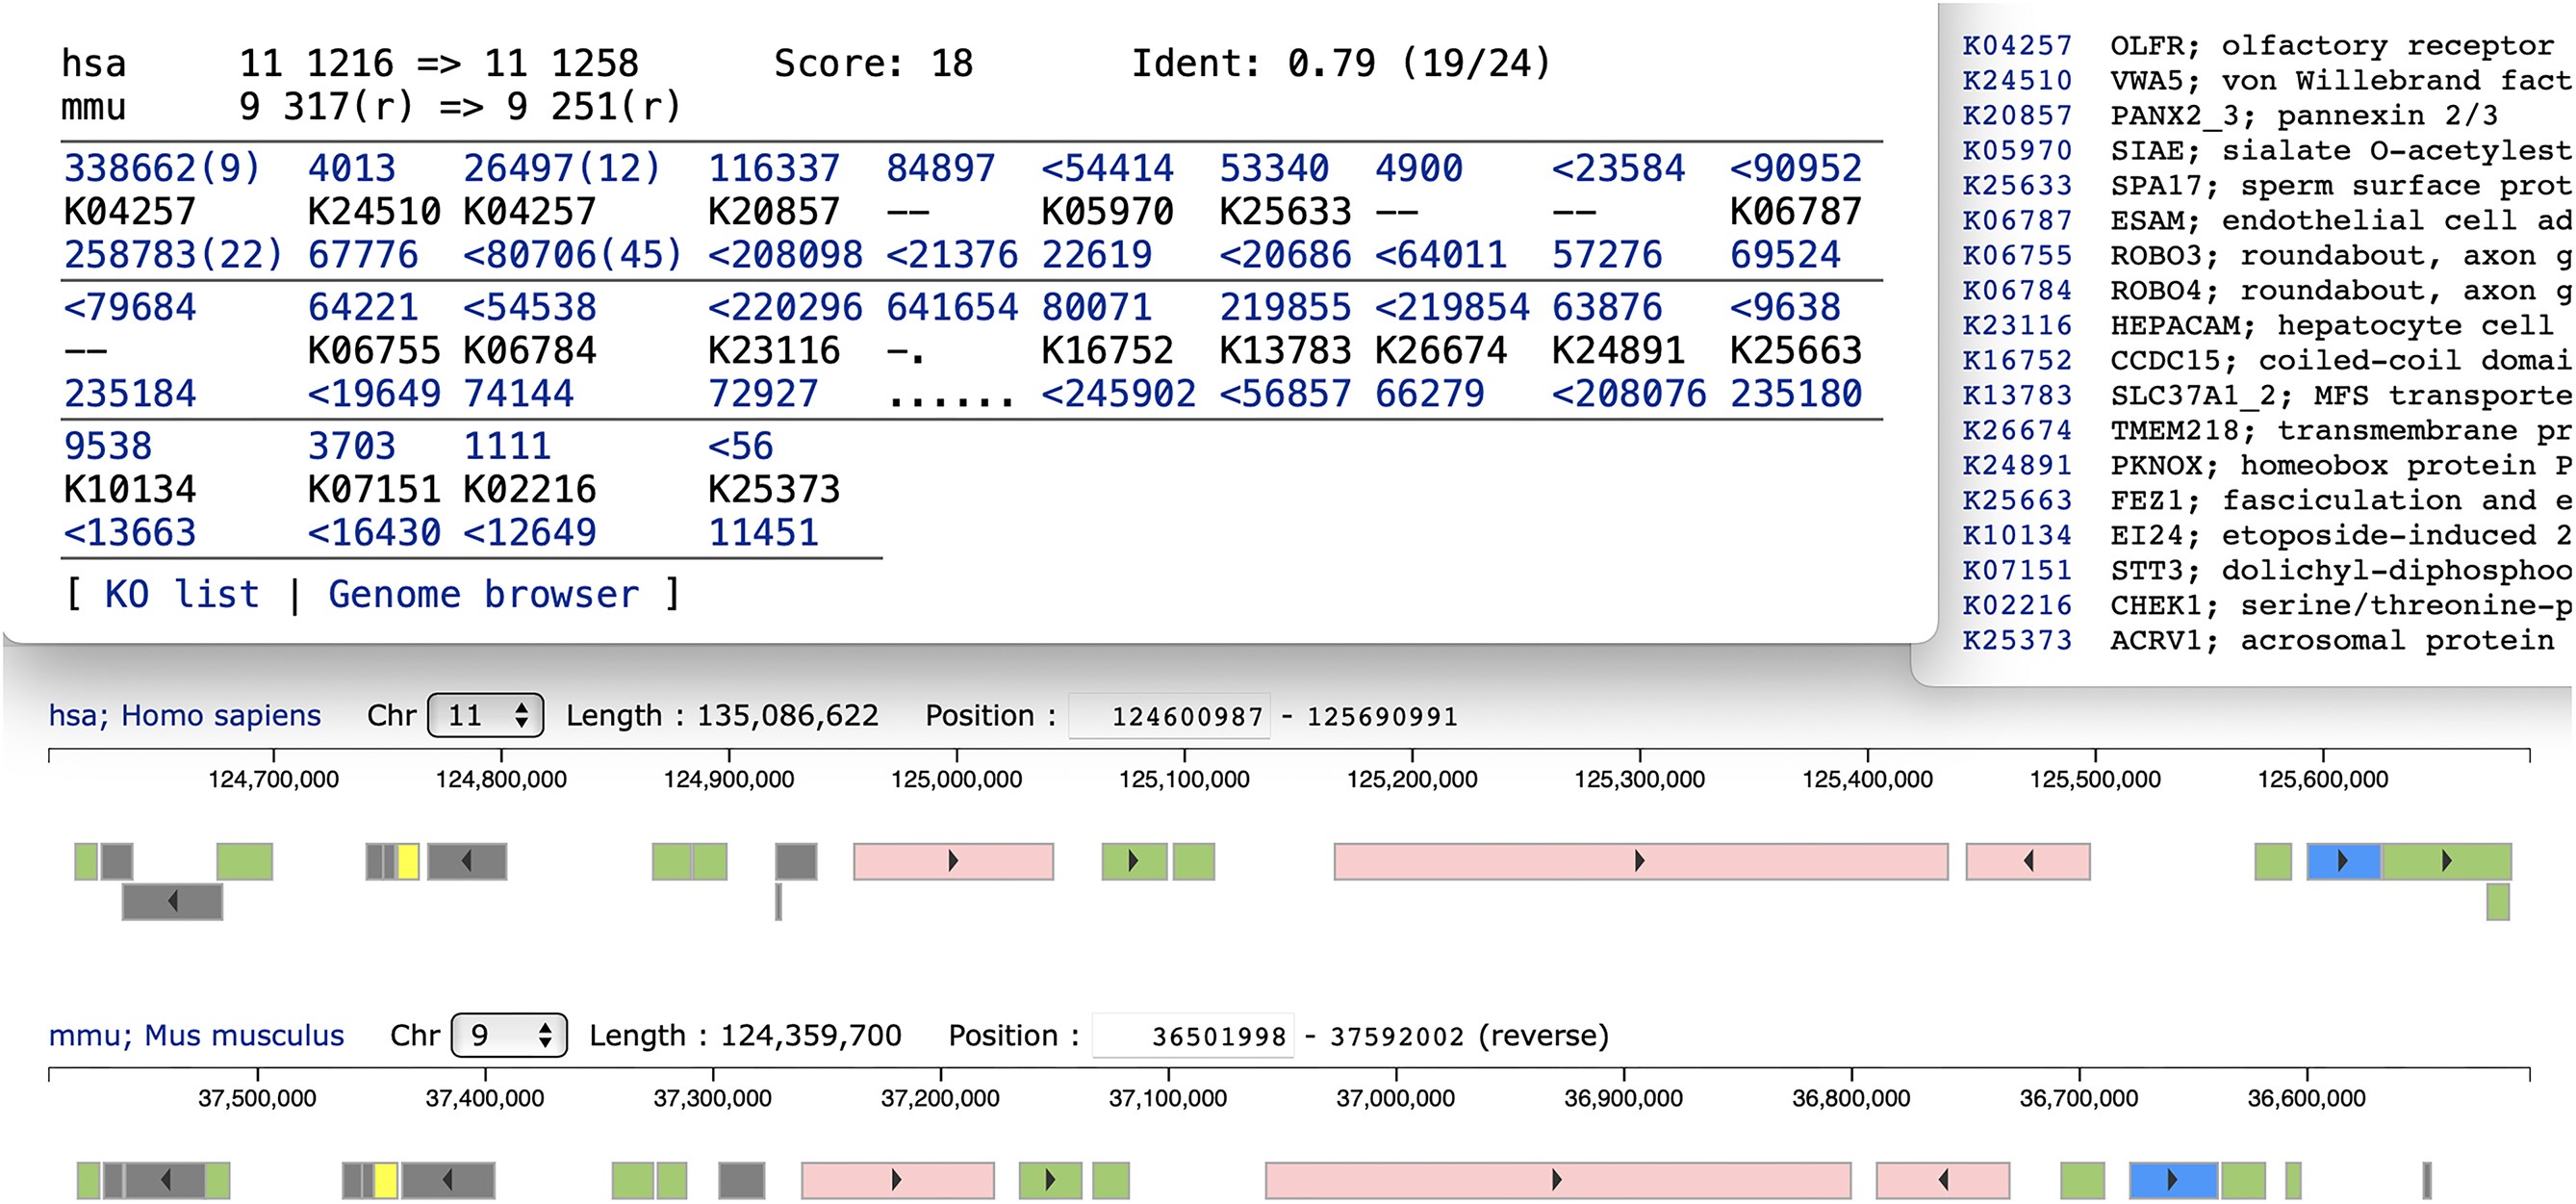 hsa 11 1216 => 11 1258 Score: 18 Ident: 0.79 (19/24)
mmu 9 317(r) => 9 251(r)
338662(9) 4013 26497(12) 116337 84897 <54414 53340 4900 <23584 <90952
K04257 K24510 K04257 K20857 -- K05970 K25633 -- -- K06787
258783(22) 67776 <80706(45) <208098 <21376 22619 <20686 <64011 57276 69524
<79684 64221 <54538 <220296 641654 80071 219855 <219854 63876 <9638
-- K06755 K06784 K23116 -. K16752 K13783 K26674 K24891 K25663
235184 <19649 74144 72927 ...... <245902 <56857 66279 <208076 235180
9538 3703 1111 <56
K10134 K07151 K02216 K25373
<13663 <16430 <12649 11451
[ KO list | Genome browser ]
K04257 OLFR; olfactory receptor
K24510 VWA5; von Willebrand fact
K20857 PANX2_3; pannexin 2/3
K05970 SIAE; sialate O-acetylest
K25633 SPA17; sperm surface prot
K06787 ESAM; endothelial cell ad
K06755 ROBO3; roundabout, axon g
K06784 ROBO4; roundabout, axon g
K23116 HEPACAM; hepatocyte cell
K16752 CCDC15; coiled-coil domai
K13783 SLC37A1_2; MFS transporte
K26674 TMEM218; transmembrane pr
K24891 PKNOX; homeobox protein P
K25663 FEZ1; fasciculation and e
K10134 EI24; etoposide-induced 2
K07151 STT3; dolichyl-diphosphoo
K02216 CHEK1; serine/threonine-p
K25373 ACRV1; acrosomal protein
hsa; Homo sapiens Chr 11 Length : 135,086,622 Position : 124600987 - 125690991
124,700,000 124,800,000 124,900,000 125,000,000 125,100,000 125,200,000 125,300,000 125,400,000 125,500,000 125,600,000
mmu; Mus musculus Chr 9 Length : 124,359,700 Position : 36501998 - 37592002 (reverse)
37,500,000 37,400,000 37,300,000 37,200,000 37,100,000 37,000,000 36,900,000 36,800,000 36,700,000 36,600,000